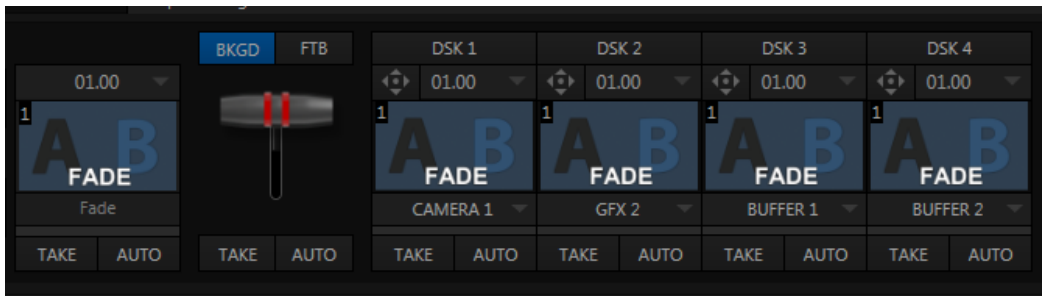 BKGD FTB DSK 1 DSK 2 DSK 3 DSK 4
01.00 01.00 01.00 01.00 01.00
1 A B FADE 1 A B FADE 1 A B FADE 1 A B FADE 1 A B FADE
Fade CAMERA 1 GFX 2 BUFFER 1 BUFFER 2
TAKE AUTO TAKE AUTO TAKE AUTO TAKE AUTO TAKE AUTO TAKE AUTO